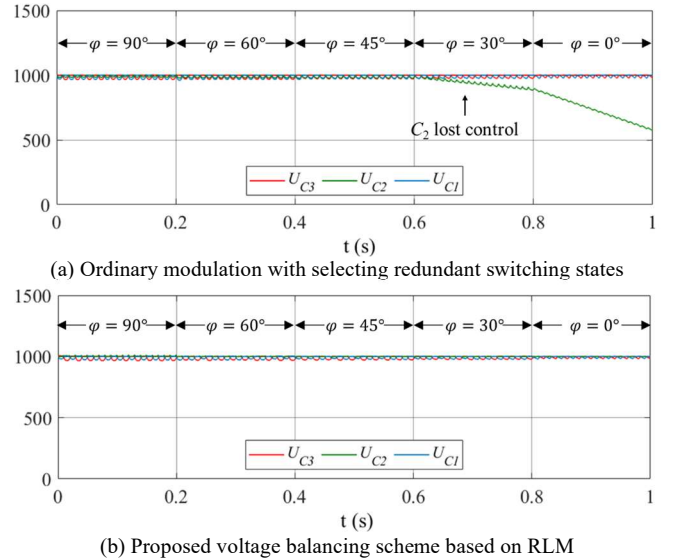 1500
φ = 90° φ = 60° φ = 45° φ = 30° φ = 0°
1000
C2 lost control
500
UC3 UC2 UC1
0
0 0.2 0.4 0.6 0.8 1
t (s)
(a) Ordinary modulation with selecting redundant switching states
1500
φ = 90° φ = 60° φ = 45° φ = 30° φ = 0°
1000
500
UC3 UC2 UC1
0
0 0.2 0.4 0.6 0.8 1
t (s)
(b) Proposed voltage balancing scheme based on RLM